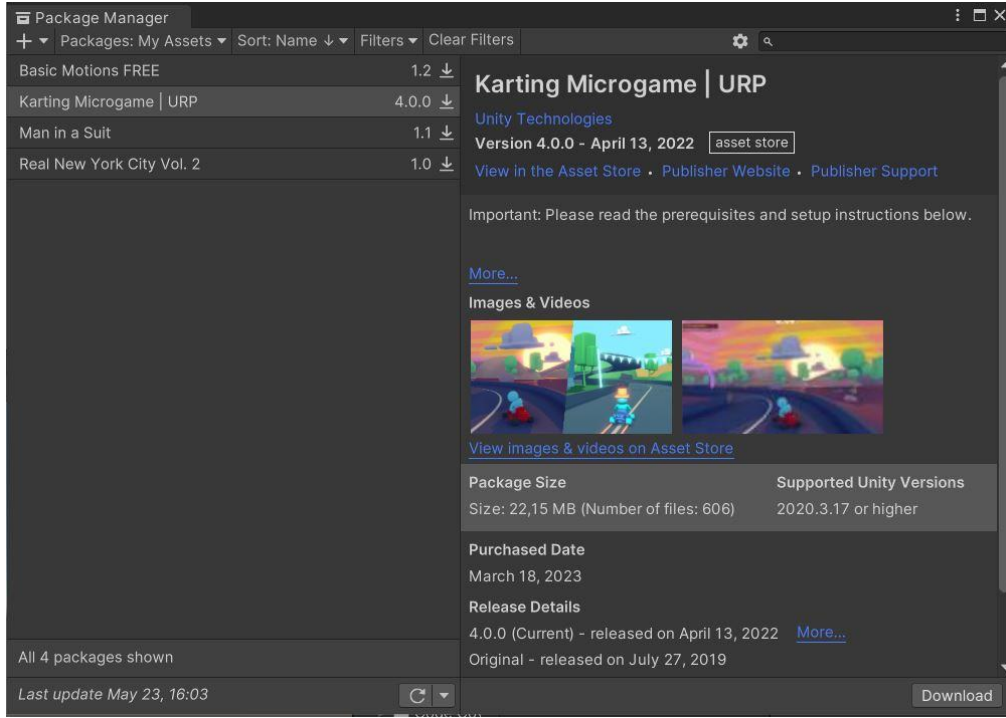 Package Manager
+ Packages: My Assets Sort: Name ↓ Filters Clear Filters
Basic Motions FREE 1.2
Karting Microgame | URP 4.0.0
Man in a Suit 1.1
Real New York City Vol. 2 1.0
All 4 packages shown
Last update May 23, 16:03
Karting Microgame | URP
Unity Technologies
Version 4.0.0 - April 13, 2022 asset store
View in the Asset Store • Publisher Website • Publisher Support
Important: Please read the prerequisites and setup instructions below.
More...
Images & Videos
View images & videos on Asset Store
Package Size Supported Unity Versions
Size: 22,15 MB (Number of files: 606) 2020.3.17 or higher
Purchased Date
March 18, 2023
Release Details
4.0.0 (Current) - released on April 13, 2022 More...
Original - released on July 27, 2019
Download